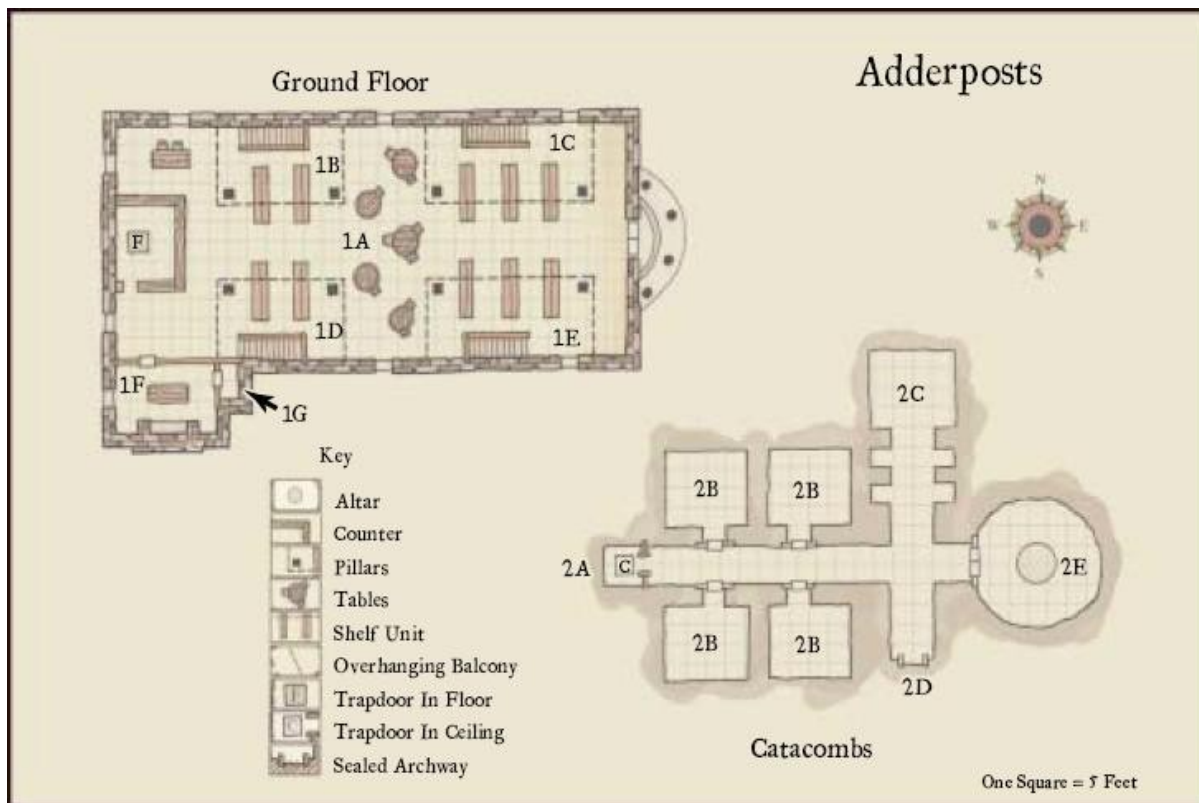 Adderposts
Ground Floor
1B
1C
F
1A
1D
1E
1F
1G
N
W
E
S
Key
Altar
Counter
Pillars
Tables
Shelf Unit
Overhanging Balcony
F
Trapdoor In Floor
C
Trapdoor In Ceiling
Sealed Archway
2C
2B
2B
2A
C
2E
2B
2B
2D
Catacombs
One Square = 5 Feet